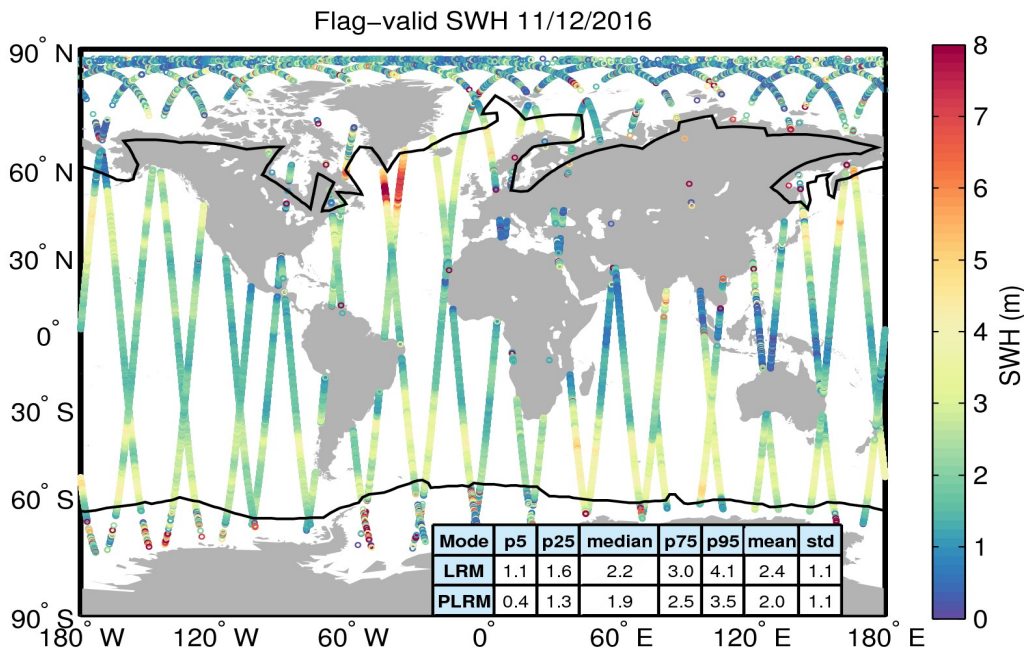 Flag−valid SWH 11/12/2016
90° N
60° N
30° N
0°
30° S
60° S
90° S
180° W
120° W
60° W
0°
60° E
120° E
180° E
8
7
6
5
4
3
2
1
0
SWH (m)
Mode p5 p25 median p75 p95 mean std
LRM 1.1 1.6 2.2 3.0 4.1 2.4 1.1
PLRM 0.4 1.3 1.9 2.5 3.5 2.0 1.1